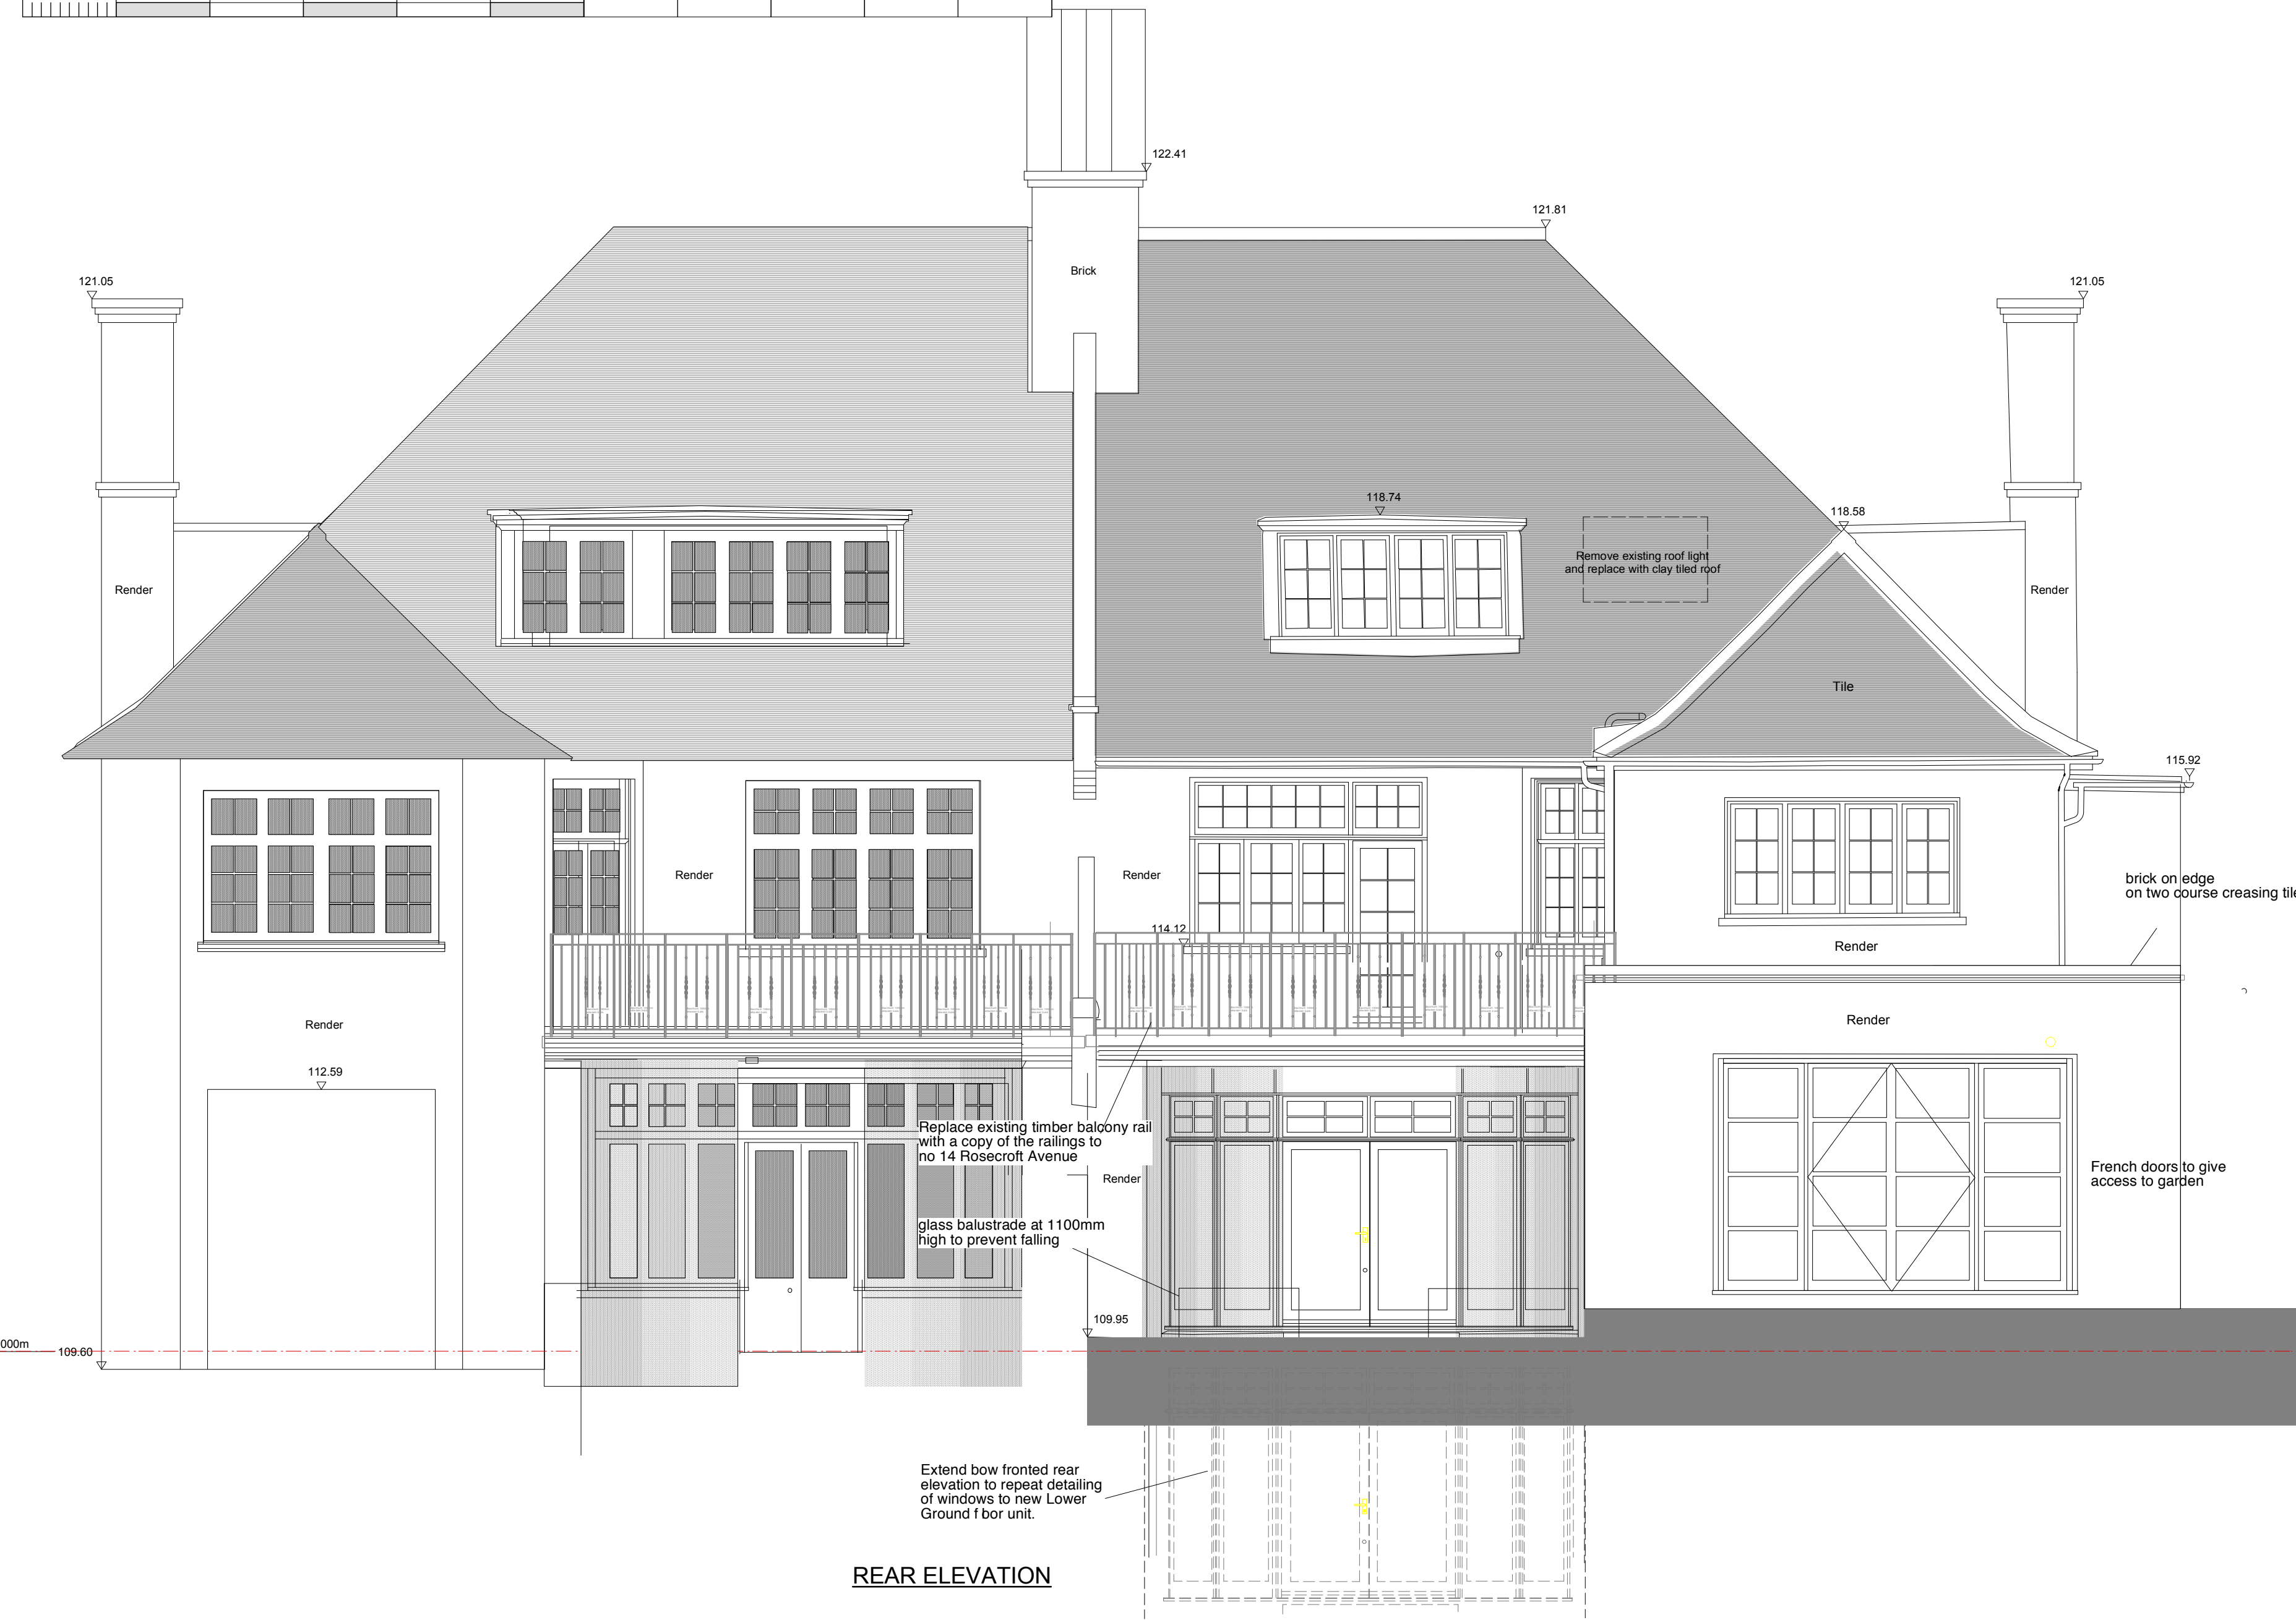 122.41
121.81
Brick
121.05
121.05
118.74
118.58
Remove existing roof light
and replace with clay tiled roof
Render
Render
Tile
115.92
Render
Render
brick on edge
on two course creasing tile
114.12
Render
Render
Render
112.59
Replace existing timber balcony rail
with a copy of the railings to
no 14 Rosecroft Avenue
Render
French doors to give
access to garden
glass balustrade at 1100mm
high to prevent falling
109.95
000m
109.60
Extend bow fronted rear
elevation to repeat detailing
of windows to new Lower
Ground f bor unit.
REAR ELEVATION